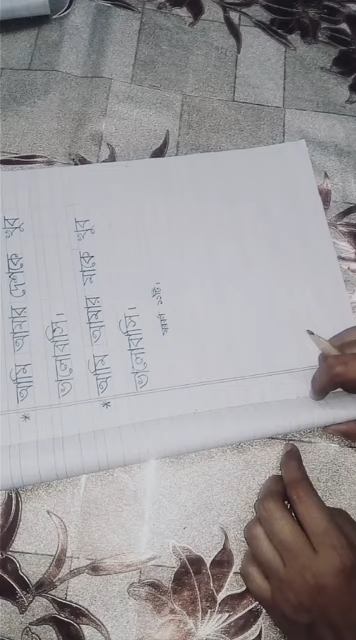 * আমি আমার দেশকে খুব
ভালোবাসি।
* আমি আমার মাকে খুব
ভালোবাসি।